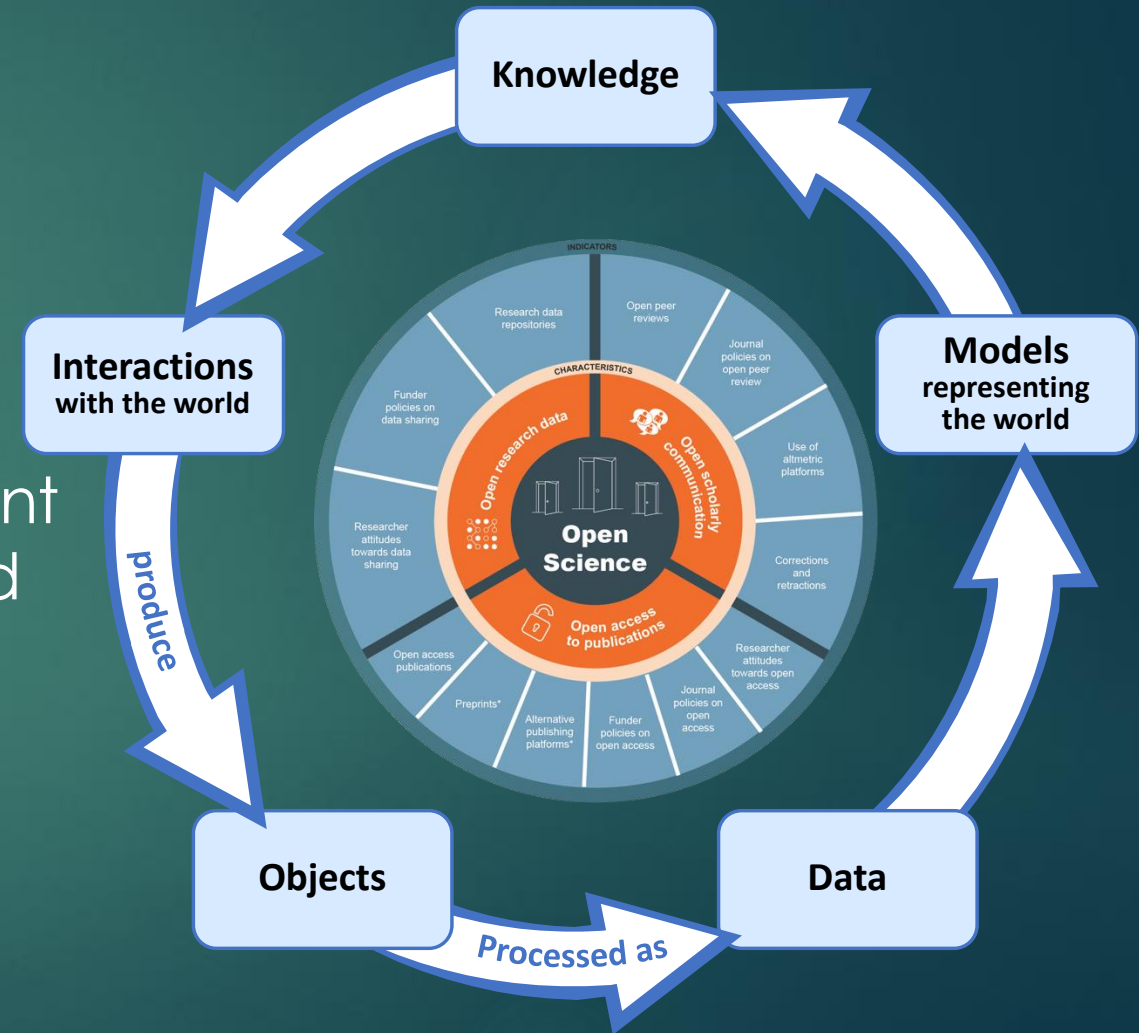 Knowledge
Interactions
with the world
produce
Objects
Processed as
Data
Models
representing
the world
INDICATORS
Research data
repositories
Funder
policies on
data sharing
Researcher
attitudes
towards data
sharing
Open peer
reviews
Journal
policies on
open peer
review
Use of
altmetric
platforms
Corrections
and
retractions
Researcher
attitudes
towards open
access
Journal
policies on
open
access
Funder
policies on
open access
Alternative
publishing
platforms*
Preprints*
Open access
publications
CHARACTERISTICS
Open research data
Open scholarly
communication
Open access
to publications
Open
Science